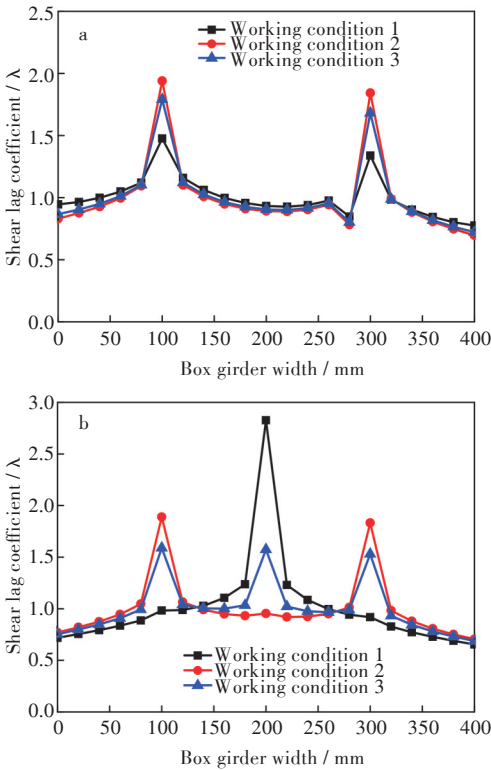 a
Working condition 1
Working condition 2
Working condition 3
2.5
2.0
1.5
1.0
0.5
0.0
Shear lag coefficient / λ
0 50 100 150 200 250 300 350 400
Box girder width / mm
b
3.0
2.5
2.0
1.5
1.0
0.5
0.0
Shear lag coefficient / λ
Working condition 1
Working condition 2
Working condition 3
0 50 100 150 200 250 300 350 400
Box girder width / mm